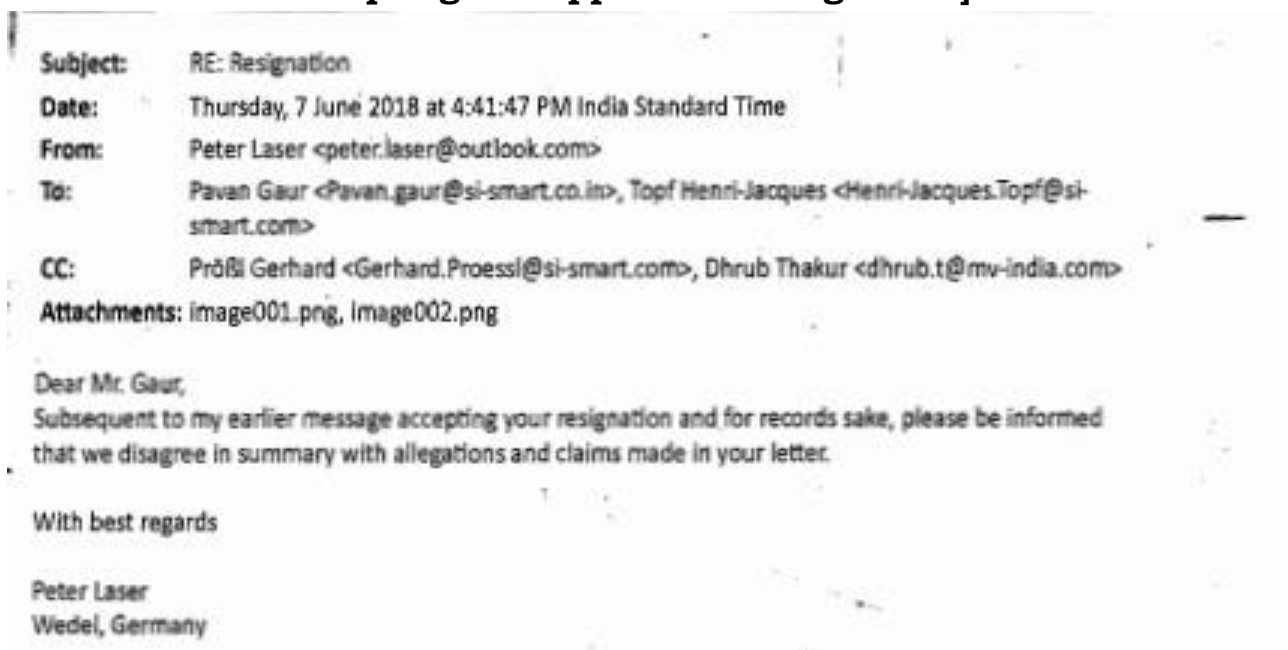 Subject: RE: Resignation
Date: Thursday, 7 June 2018 at 4:41:47 PM India Standard Time
From: Peter Laser <peter.laser@outlook.com>
To: Pavan Gaur <Pavan.gaur@si-smart.co.in>, Topf Henri-Jacques <Henri-Jacques.Topf@si-
smart.com>
CC: Prößl Gerhard <Gerhard.Proessl@si-smart.com>, Dhrub Thakur <dhrub.t@mv-india.com>
Attachments: image001.png, image002.png
Dear Mr. Gaur,
Subsequent to my earlier message accepting your resignation and for records sake, please be informed
that we disagree in summary with allegations and claims made in your letter.
With best regards
Peter Laser
Wedel, Germany